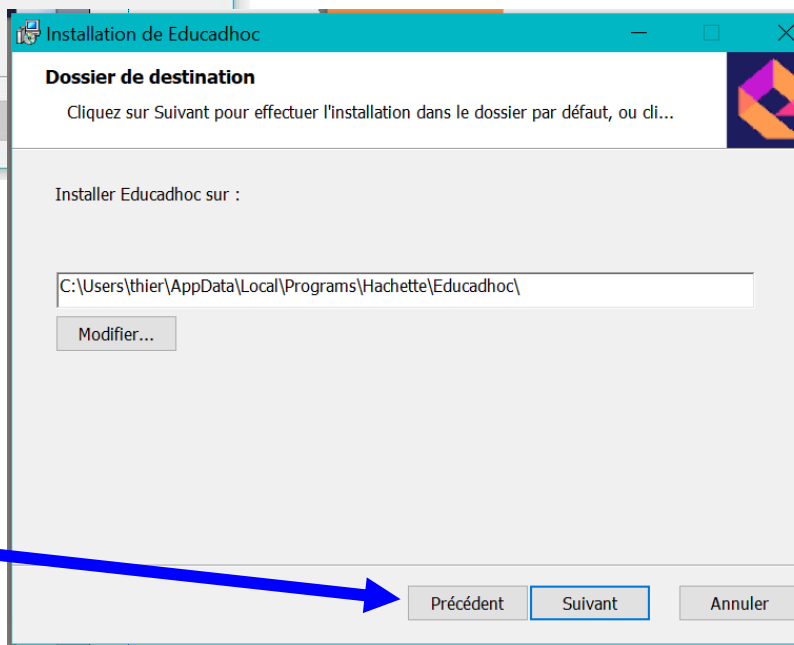 Installation de Educadhoc
Dossier de destination
Cliquez sur Suivant pour effectuer l'installation dans le dossier par défaut, ou cli...
Installer Educadhoc sur :
C:\Users\thier\AppData\Local\Programs\Hachette\Educadhoc\
Modifier...
Précédent Suivant Annuler